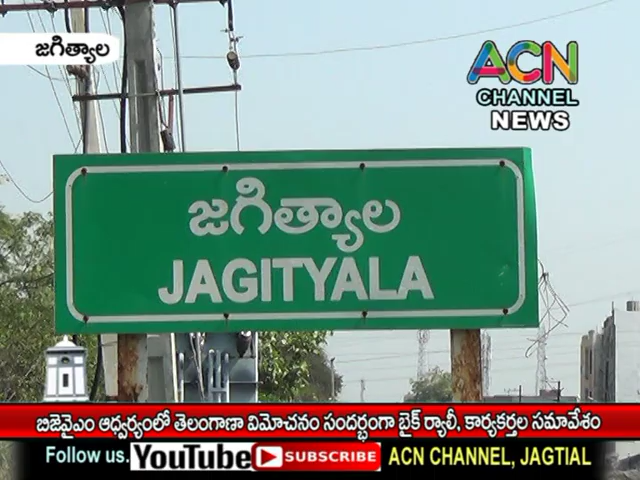 జగిత్యాల
ACN
CHANNEL
NEWS
జగిత్యాల
JAGITYALA
బిజెవైఎం ఆధ్వర్యంలో తెలంగాణా విమోచనం సందర్భంగా బైక్ ర్యాలీ, కార్యకర్తల సమావేశం
Follow us. YouTube SUBSCRIBE ACN CHANNEL, JAGTIAL